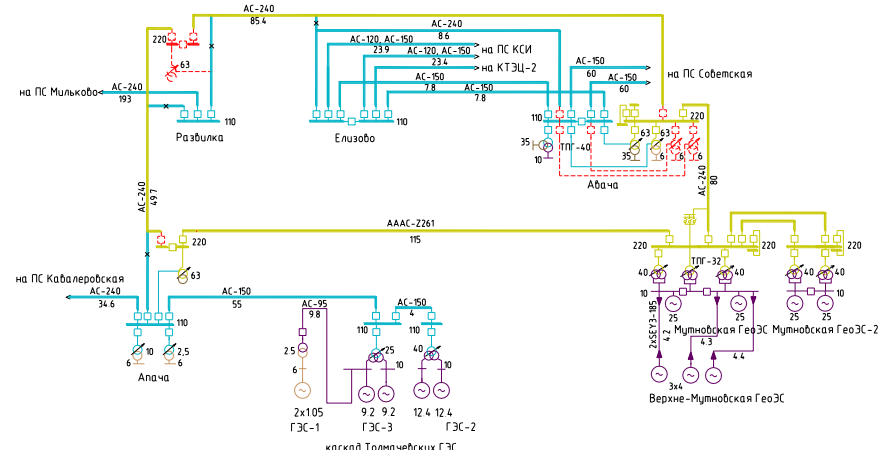 АС-240
85.4
220
63
АС-240
8.6
АС-120, АС-150
23.9
на ПС КСИ
АС-120, АС-150
23.4
на КТЭЦ-2
АС-150
7.8
АС-150
7.8
АС-150
60
АС-150
60
на ПС Советская
на ПС Мильково
АС-240
193
110
Развилка
110
Елизово
110
35
10
ТПГ-40
63
63
220
35
6
6
6
Авача
АС-240
80
АС-240
49.7
АААС-Z261
115
220
63
220
220
220
ТПГ-32
40
40
40
40
10
10
25
25
25
25
Мутновская ГеоЭС
Мутновская ГеоЭС-2
2xSEY3-185
4.2
4.3
4.4
3x4
Верхне-Мутновская ГеоЭС
на ПС Кавалеровская
АС-240
34.6
110
10
2,5
6
6
Апача
АС-150
55
АС-95
9.8
АС-150
4
110
110
2.5
25
40
6
10
10
2x1.05
9.2
9.2
12.4
12.4
ГЭС-1
ГЭС-3
ГЭС-2
каскад Толмачевских ГЭС